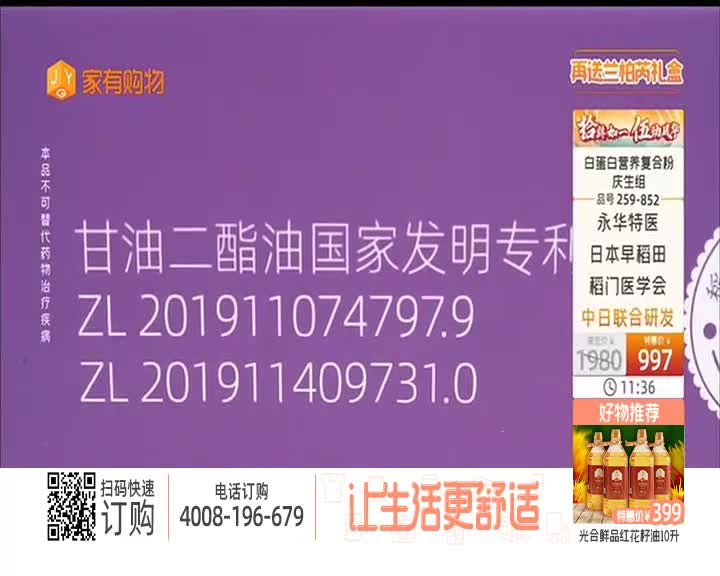 JYG 家有购物
再送兰帕芮礼盒
本品不可替代药物治疗疾病
甘油二酯油国家发明专利
ZL 201911074797.9
ZL 201911409731.0
白蛋白营养复合粉
庆生组
品号 259-852
永华特医
日本早稻田
稻门医学会
中日联合研发
1980
特惠价¥
997
11:36
好物推荐
特惠价¥399
光合鲜品红花籽油10升
扫码快速
订购
电话订购
4008-196-679
让生活更舒适